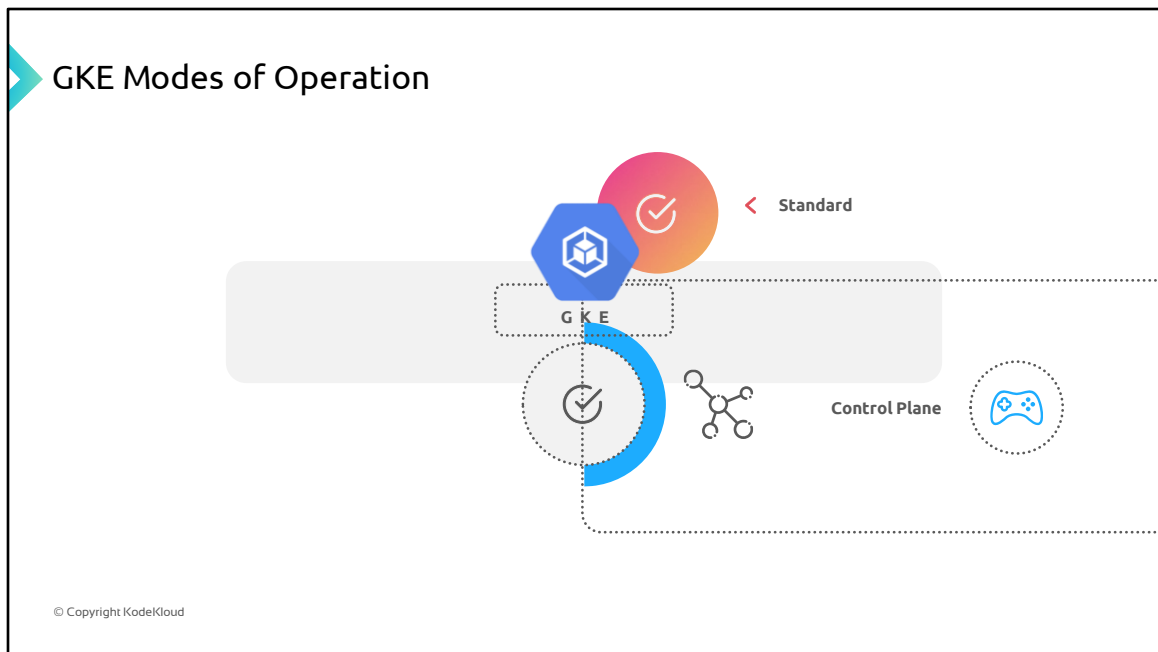 GKE Modes of Operation
Standard
G K E
Control Plane
© Copyright KodeKloud